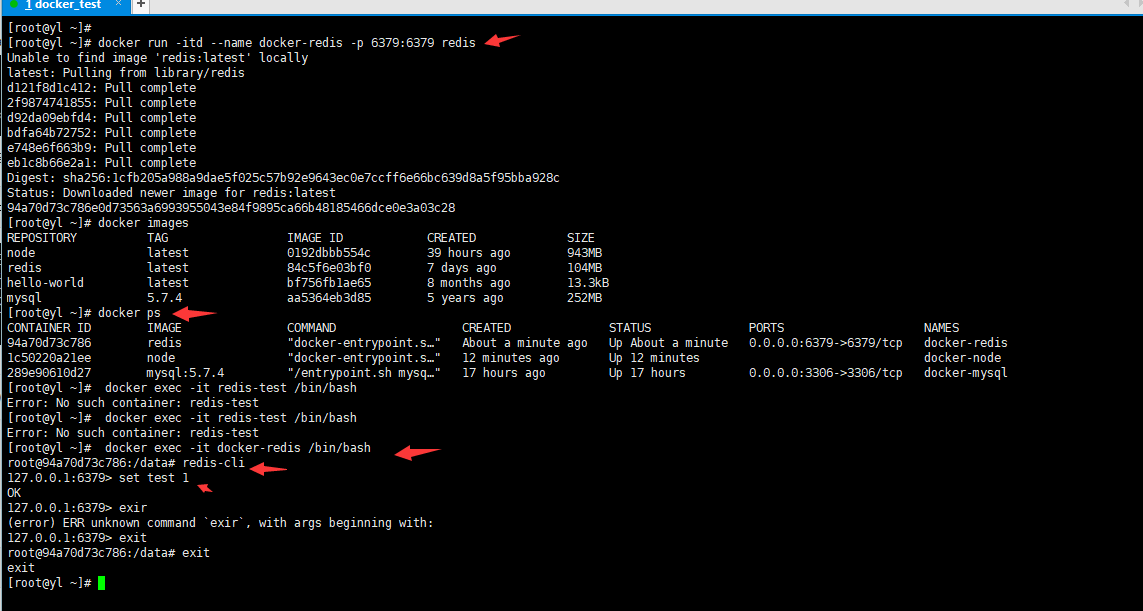 1 docker_test × +
[root@yl ~]#
[root@yl ~]# docker run -itd --name docker-redis -p 6379:6379 redis
Unable to find image 'redis:latest' locally
latest: Pulling from library/redis
d121f8d1c412: Pull complete
2f9874741855: Pull complete
d92da09ebfd4: Pull complete
bdfa64b72752: Pull complete
e748e6f663b9: Pull complete
eb1c8b66e2a1: Pull complete
Digest: sha256:1cfb205a988a9dae5f025c57b92e9643ec0e7ccff6e66bc639d8a5f95bba928c
Status: Downloaded newer image for redis:latest
94a70d73c786e0d73563a6993955043e84f9895ca66b48185466dce0e3a03c28
[root@yl ~]# docker images
REPOSITORY          TAG                 IMAGE ID            CREATED             SIZE
node                latest              0192dbbb554c        39 hours ago        943MB
redis               latest              84c5f6e03bf0        7 days ago          104MB
hello-world         latest              bf756fb1ae65        8 months ago        13.3kB
mysql               5.7.4               aa5364eb3d85        5 years ago         252MB
[root@yl ~]# docker ps
CONTAINER ID        IMAGE               COMMAND                  CREATED              STATUS              PORTS                    NAMES
94a70d73c786        redis               "docker-entrypoint.s…"   About a minute ago   Up About a minute   0.0.0.0:6379->6379/tcp   docker-redis
1c50220a21ee        node                "docker-entrypoint.s…"   12 minutes ago       Up 12 minutes                                docker-node
289e90610d27        mysql:5.7.4         "/entrypoint.sh mysq…"   17 hours ago         Up 17 hours         0.0.0.0:3306->3306/tcp   docker-mysql
[root@yl ~]#  docker exec -it redis-test /bin/bash
Error: No such container: redis-test
[root@yl ~]#  docker exec -it redis-test /bin/bash
Error: No such container: redis-test
[root@yl ~]#  docker exec -it docker-redis /bin/bash
root@94a70d73c786:/data# redis-cli
127.0.0.1:6379> set test 1
OK
127.0.0.1:6379> exir
(error) ERR unknown command `exir`, with args beginning with:
127.0.0.1:6379> exit
root@94a70d73c786:/data# exit
exit
[root@yl ~]#